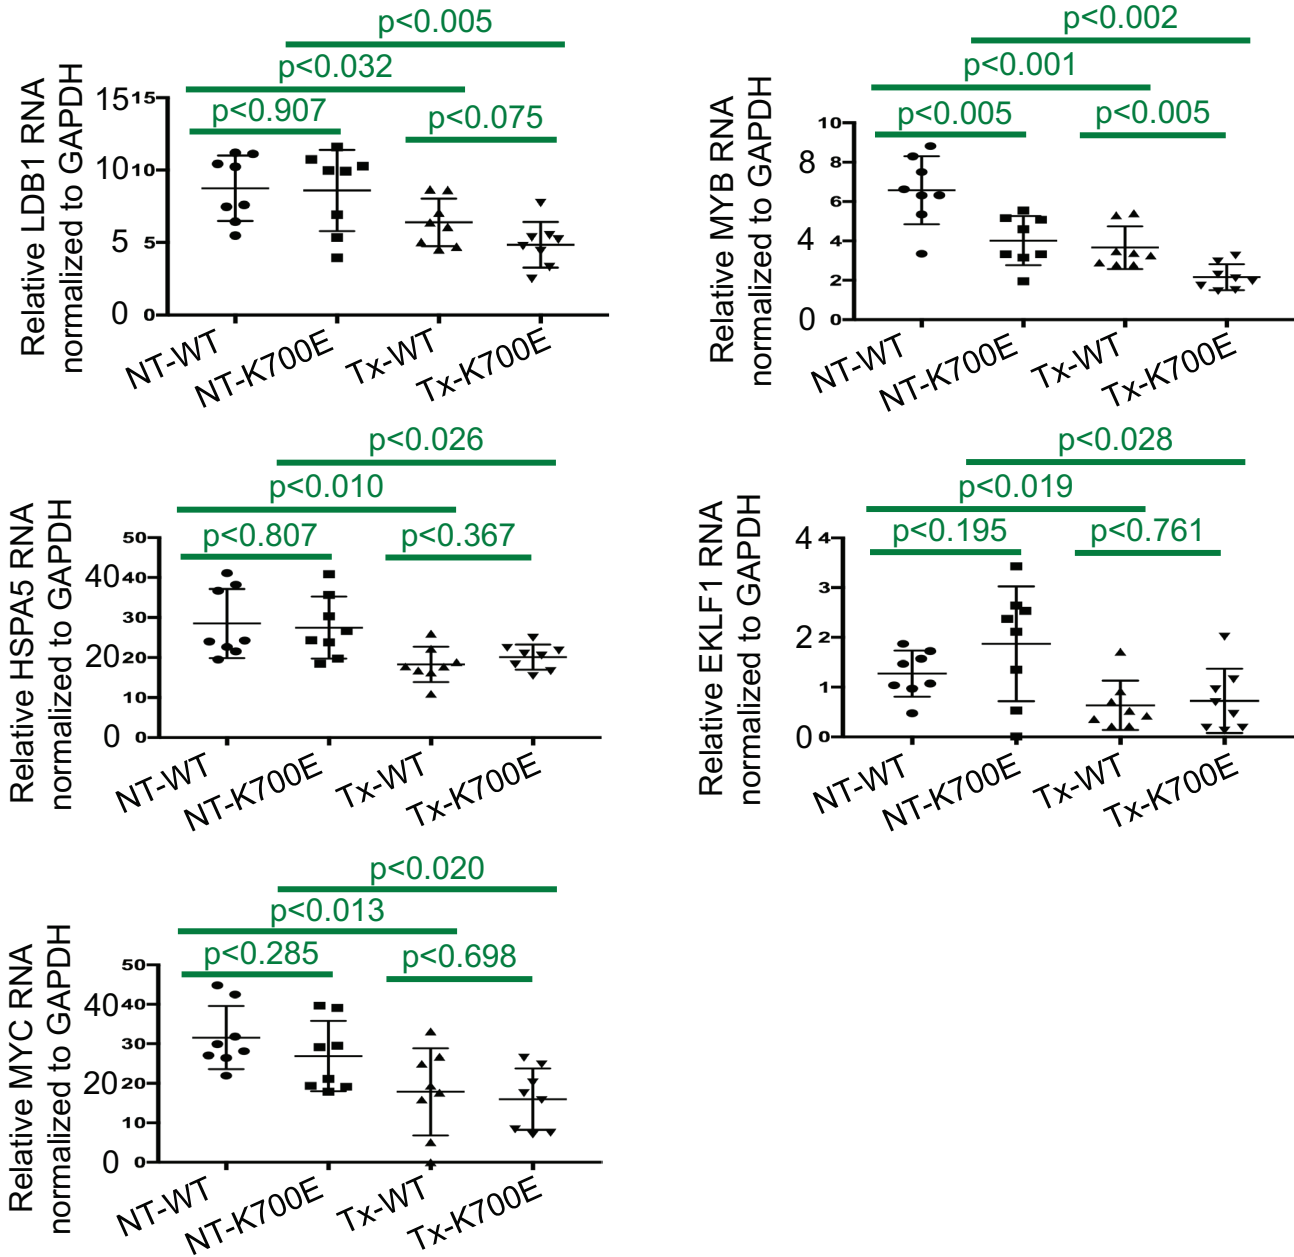 p<0.005
p<0.032
p<0.907
p<0.075
Relative LDB1 RNA
normalized to GAPDH
15 15
10 10
5 5
0 0
NT-WT
NT-K700E
Tx-WT
Tx-K700E
p<0.002
p<0.001
p<0.005
p<0.005
Relative MYB RNA
normalized to GAPDH
10
8 8
6
4 4
2
0 0
NT-WT
NT-K700E
Tx-WT
Tx-K700E
p<0.026
p<0.010
p<0.807
p<0.367
Relative HSPA5 RNA
normalized to GAPDH
50
40 40
30
20 20
10
0 0
NT-WT
NT-K700E
Tx-WT
Tx-K700E
p<0.028
p<0.019
p<0.195
p<0.761
Relative EKLF1 RNA
normalized to GAPDH
4 4
3
2 2
1
0 0
NT-WT
NT-K700E
Tx-WT
Tx-K700E
p<0.020
p<0.013
p<0.285
p<0.698
Relative MYC RNA
normalized to GAPDH
50
40 40
30
20 20
10
0 0
NT-WT
NT-K700E
Tx-WT
Tx-K700E